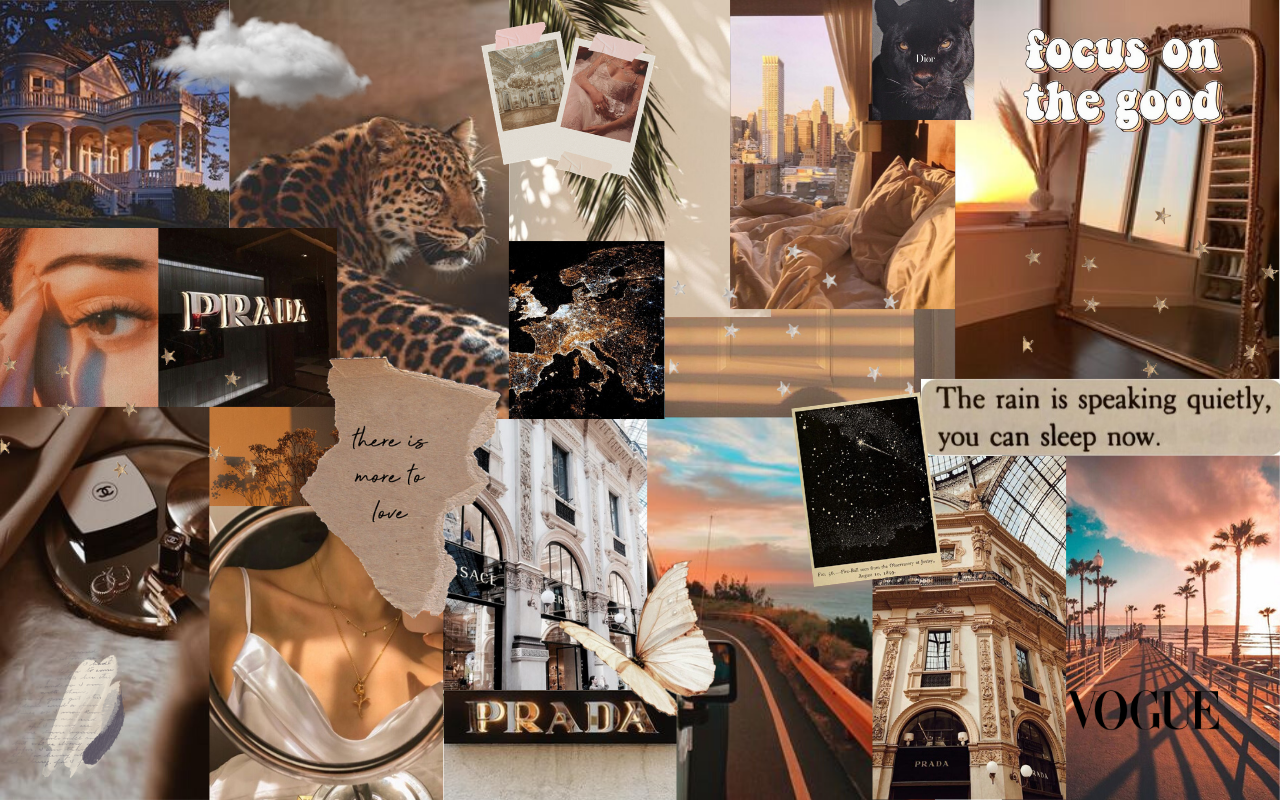 Dior
focus on
the good
PRADA
The rain is speaking quietly,
you can sleep now.
there is
more to
love
PRADA
PRADA
VOGUE